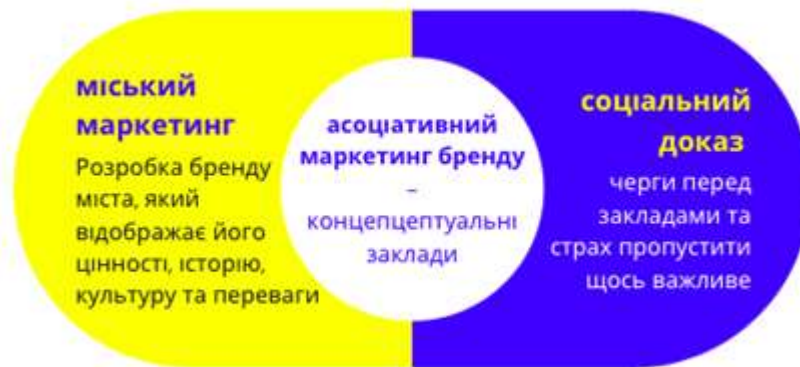 міський
маркетинг
Розробка бренду
міста, який
відображає його
цінності, історію,
культуру та переваги
асоціативний
маркетинг бренду
–
концепцептуальні
заклади
соціальний
доказ
черги перед
закладами та
страх пропустити
щось важливе